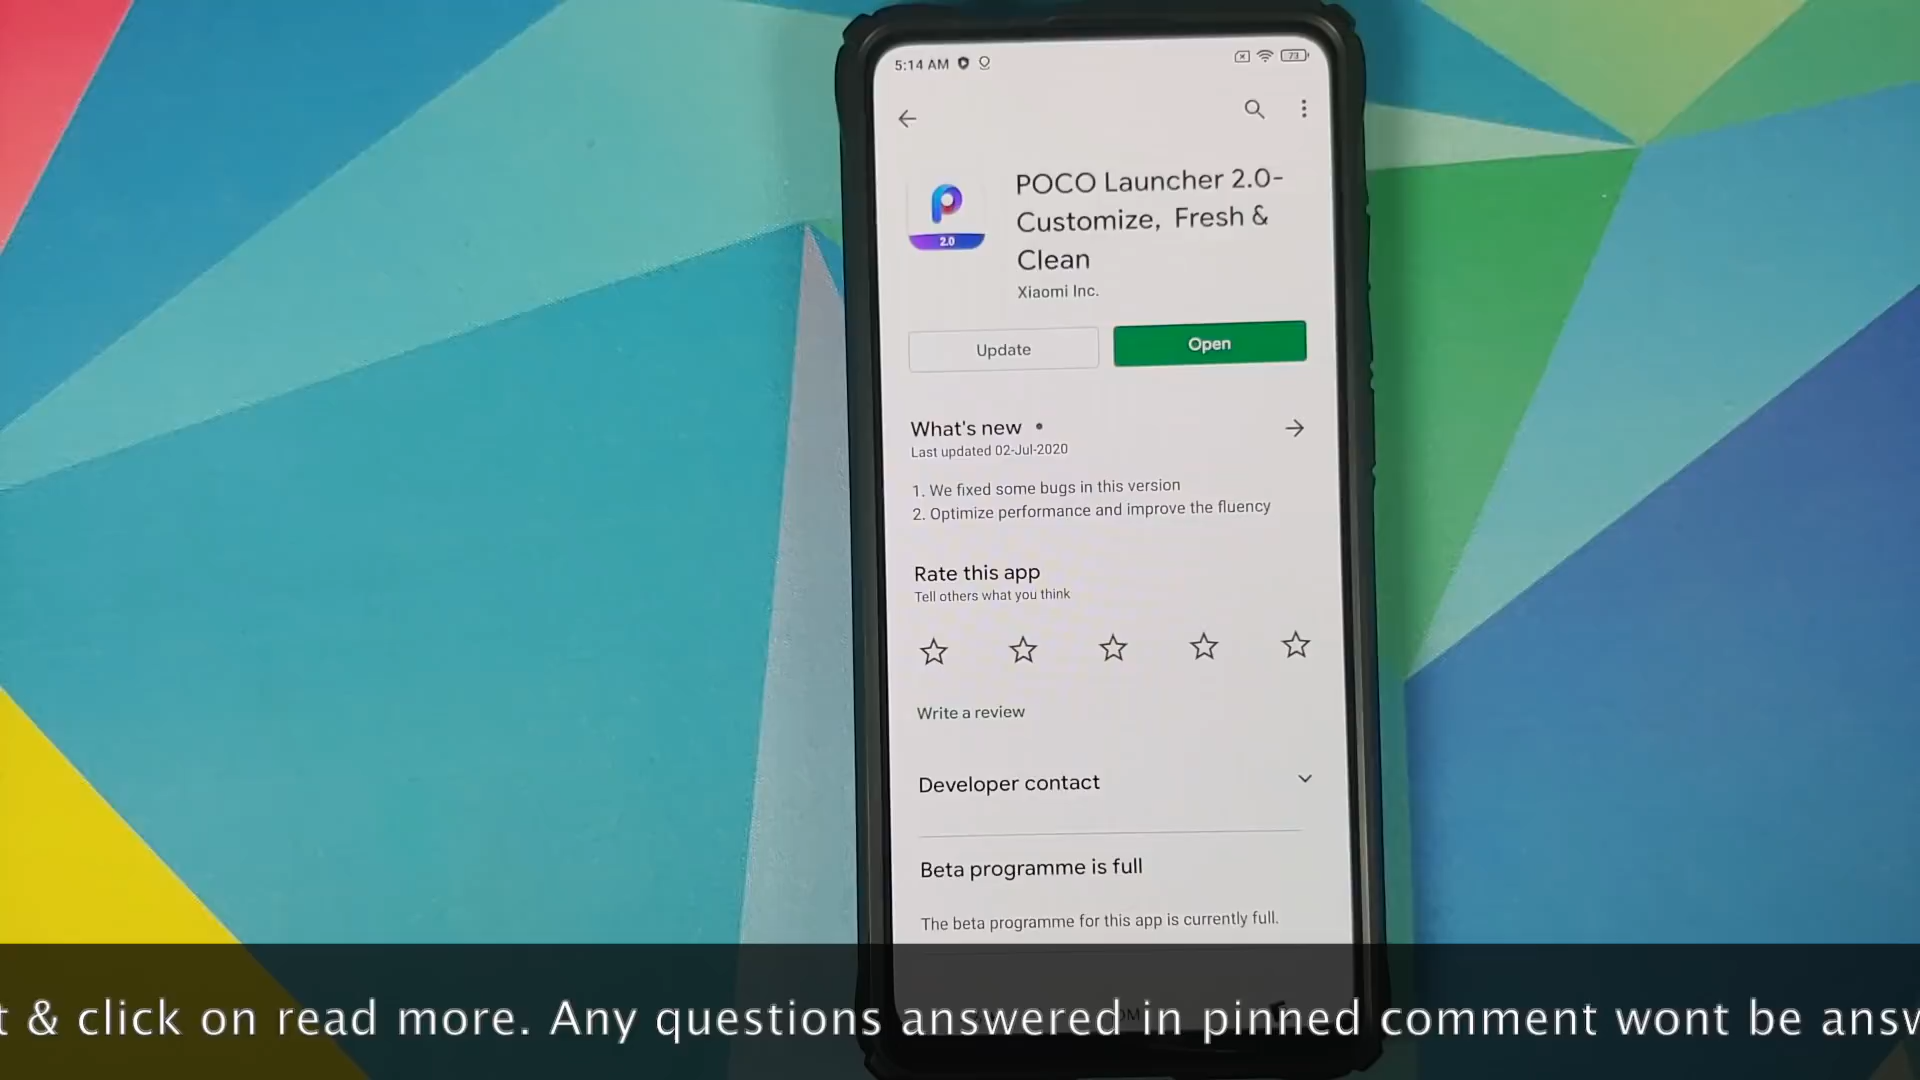 5:14 AM
73
POCO Launcher 2.0-
Customize, Fresh &
Clean
2.0
Xiaomi Inc.
Update
Open
What's new •
Last updated 02-Jul-2020
1. We fixed some bugs in this version
2. Optimize performance and improve the fluency
Rate this app
Tell others what you think
Write a review
Developer contact
Beta programme is full
The beta programme for this app is currently full.
& click on read more. Any questions answered in pinned comment wont be